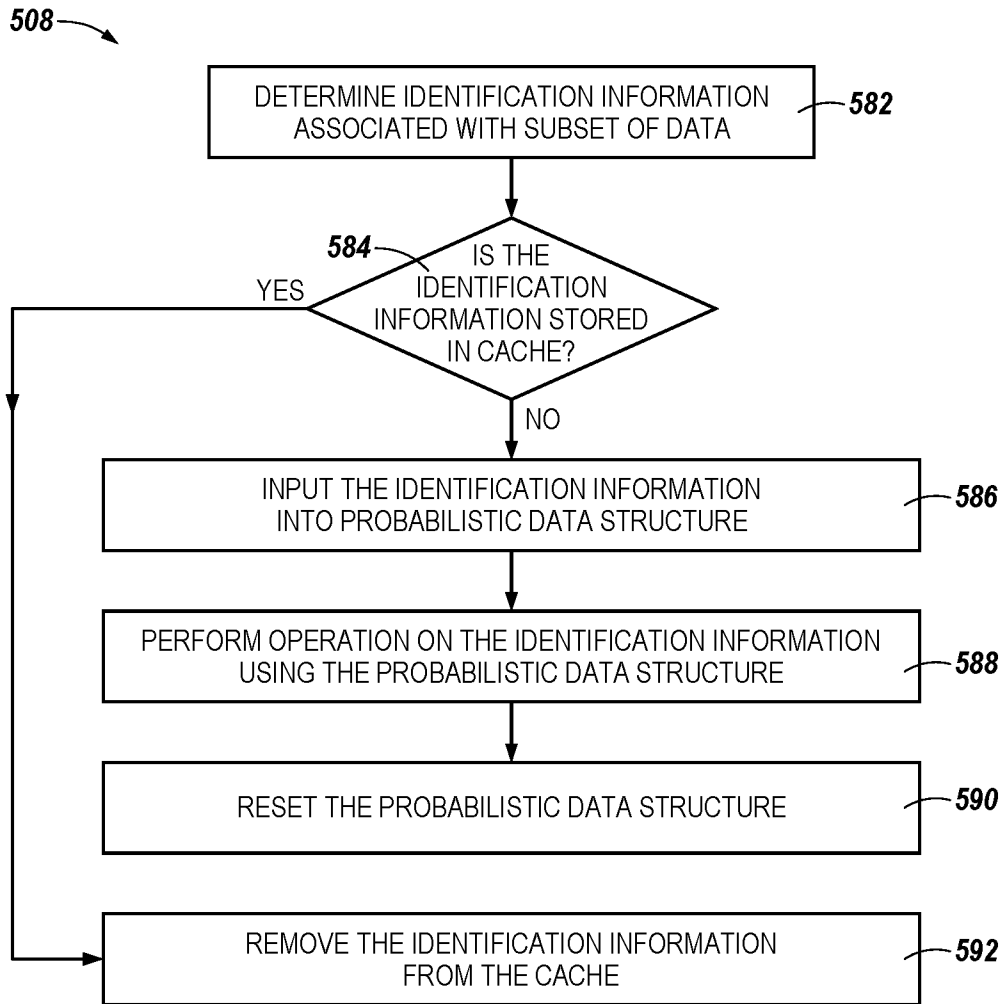 508
DETERMINE IDENTIFICATION INFORMATION
ASSOCIATED WITH SUBSET OF DATA
582
584
IS THE
IDENTIFICATION
INFORMATION STORED
IN CACHE?
YES
NO
INPUT THE IDENTIFICATION INFORMATION
INTO PROBABILISTIC DATA STRUCTURE
586
PERFORM OPERATION ON THE IDENTIFICATION INFORMATION
USING THE PROBABILISTIC DATA STRUCTURE
588
RESET THE PROBABILISTIC DATA STRUCTURE
590
REMOVE THE IDENTIFICATION INFORMATION
FROM THE CACHE
592